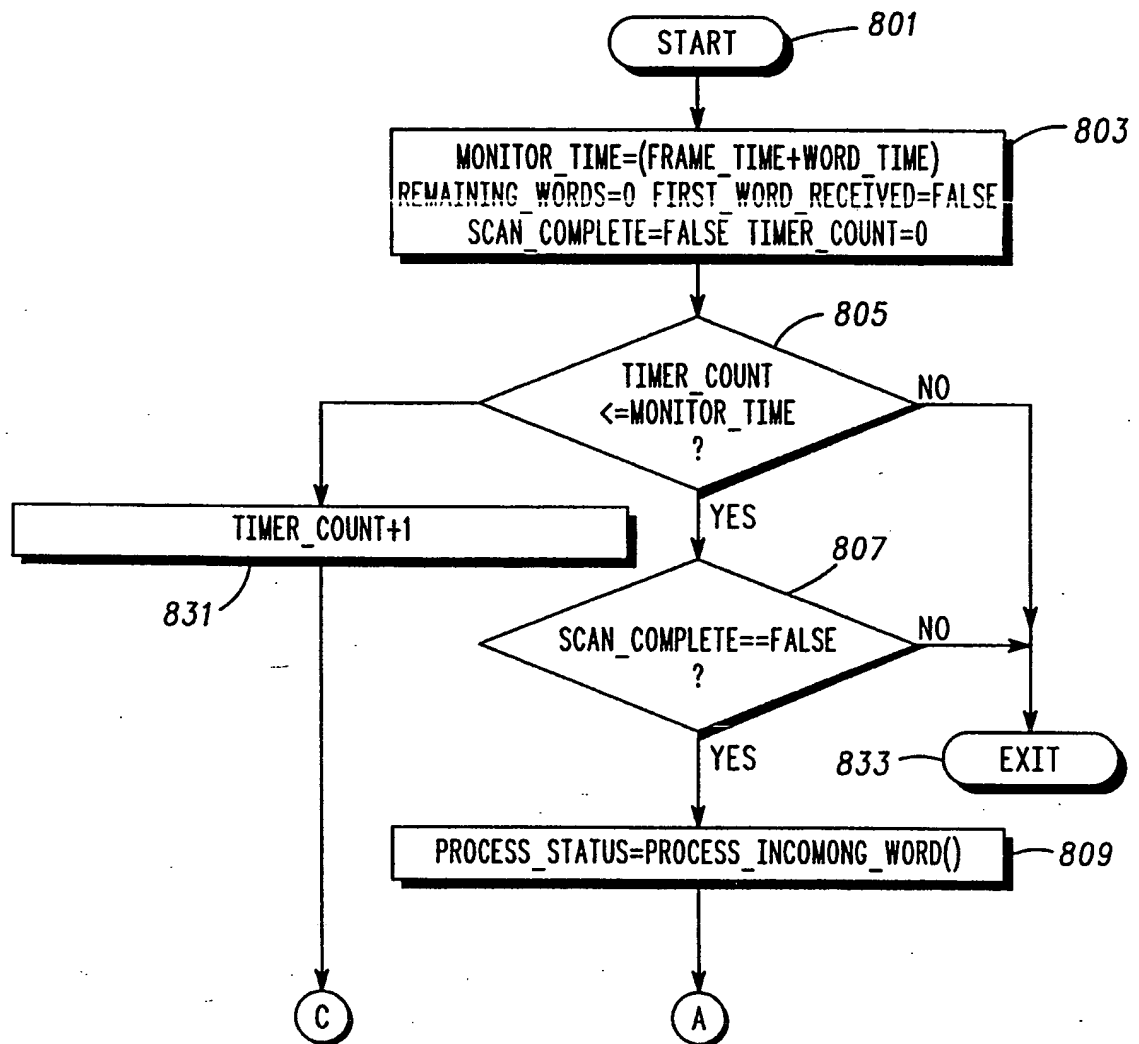 START
801
MONITOR_TIME=(FRAME_TIME+WORD_TIME)
REMAINING_WORDS=0 FIRST_WORD_RECEIVED=FALSE
SCAN_COMPLETE=FALSE TIMER_COUNT=0
803
TIMER_COUNT
<=MONITOR_TIME
?
805
NO
YES
TIMER_COUNT+1
831
SCAN_COMPLETE==FALSE
?
807
NO
YES
EXIT
833
PROCESS_STATUS=PROCESS_INCOMONG_WORD()
809
C
A